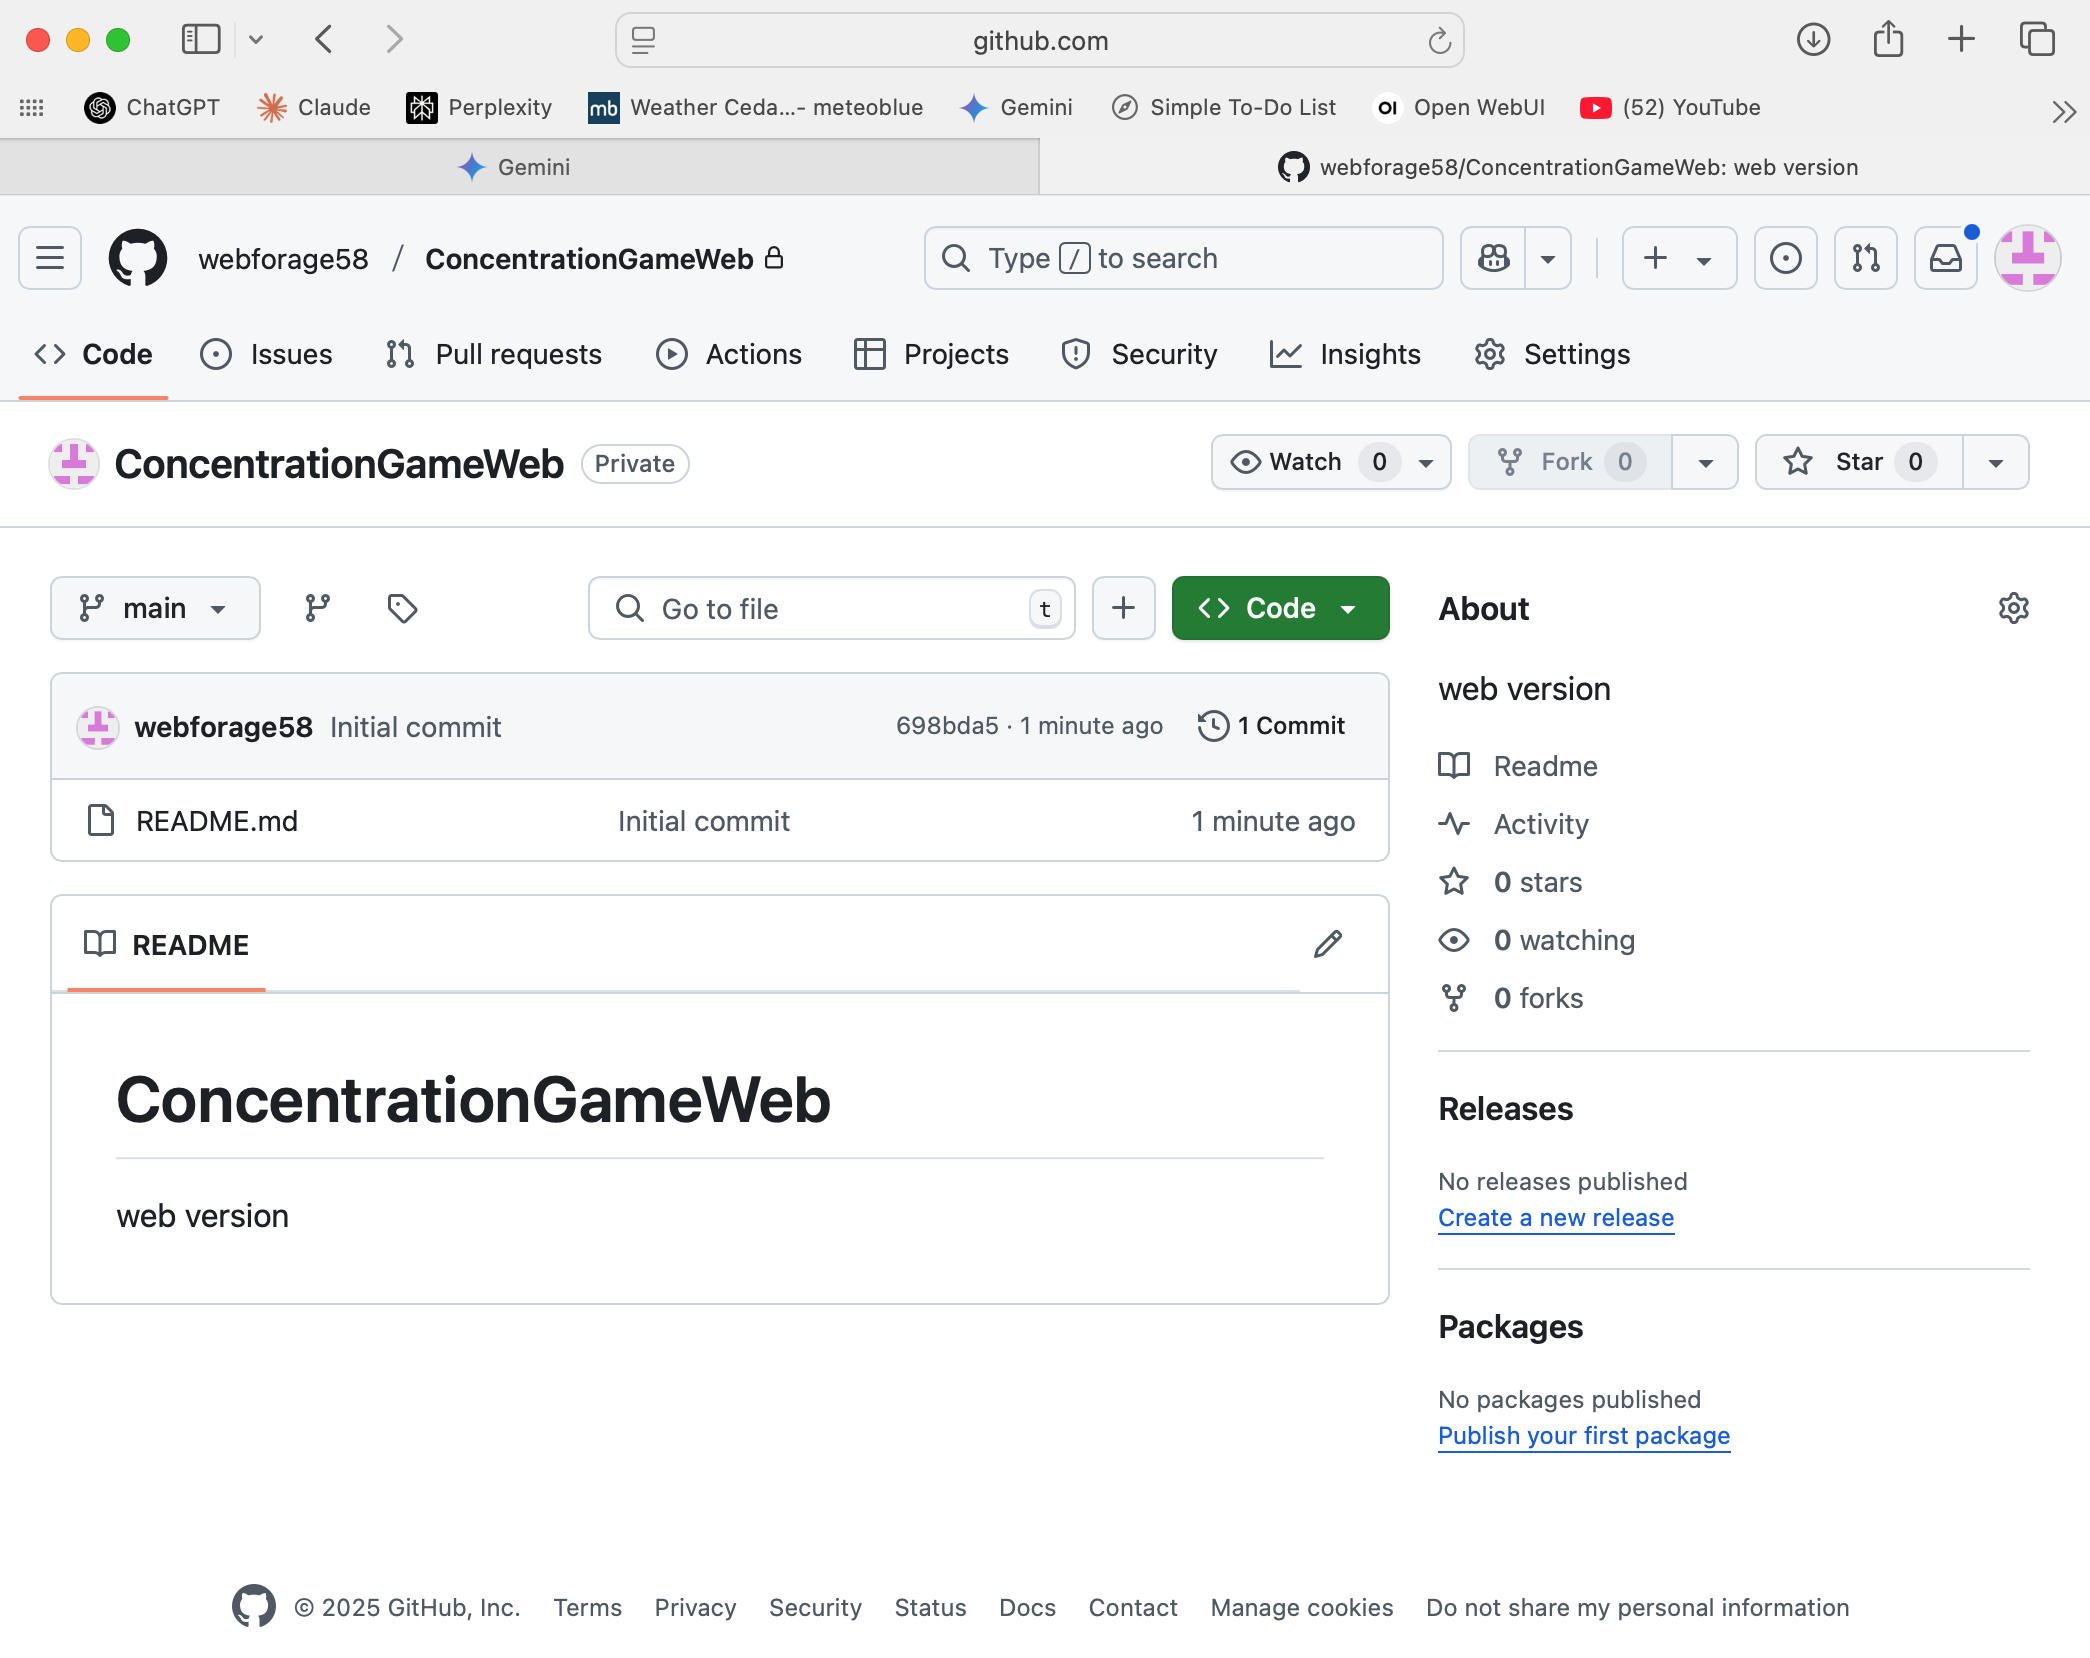 github.com
ChatGPT Claude Perplexity mb Weather Ceda...- meteoblue Gemini Simple To-Do List OI Open WebUI (52) YouTube
Gemini webforage58/ConcentrationGameWeb: web version
webforage58 / ConcentrationGameWeb Type / to search
Code Issues Pull requests Actions Projects Security Insights Settings
ConcentrationGameWeb Private Watch 0 Fork 0 Star 0
main Go to file t Code
webforage58 Initial commit 698bda5 · 1 minute ago 1 Commit
README.md Initial commit 1 minute ago
README
ConcentrationGameWeb
web version
About
web version
Readme
Activity
0 stars
0 watching
0 forks
Releases
No releases published
Create a new release
Packages
No packages published
Publish your first package
© 2025 GitHub, Inc. Terms Privacy Security Status Docs Contact Manage cookies Do not share my personal information